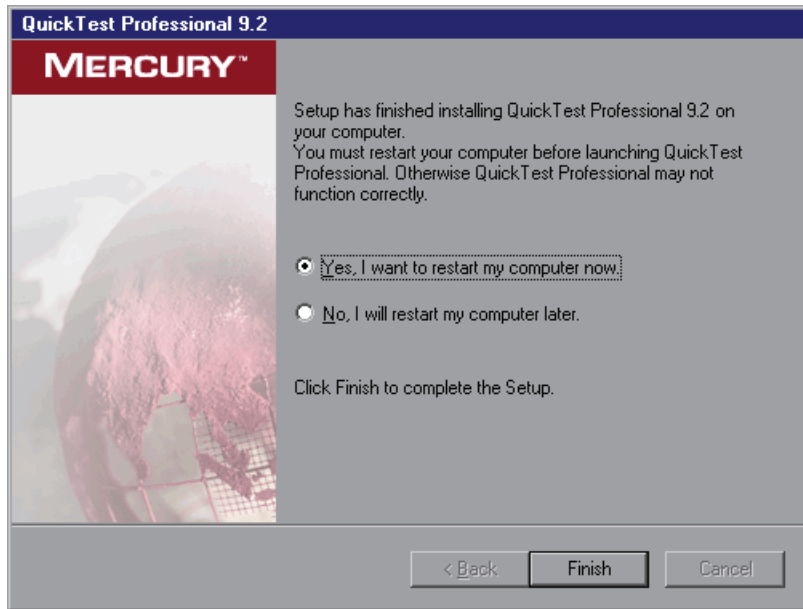 QuickTest Professional 9.2
MERCURY™
Setup has finished installing QuickTest Professional 9.2 on
your computer.
You must restart your computer before launching QuickTest
Professional. Otherwise QuickTest Professional may not
function correctly.
Yes, I want to restart my computer now.
No, I will restart my computer later.
Click Finish to complete the Setup.
< Back
Finish
Cancel